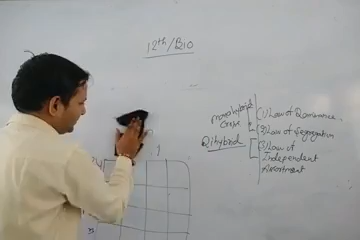 12th/BIO
Monohybrid
Cross
(1) Law of Dominance
(2) Law of Segregation
Dihybrid
(3) Law of
Independent
Assortment